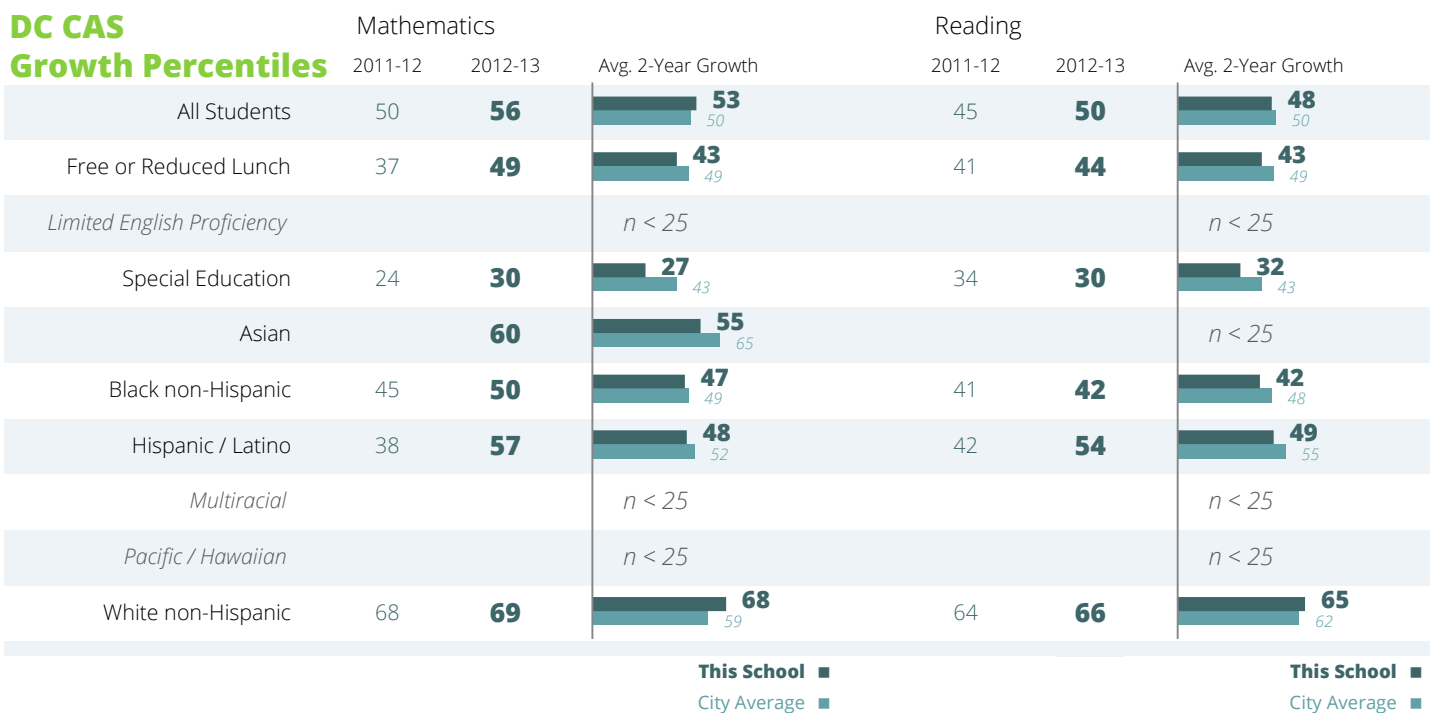 DC CAS
Growth Percentiles
Mathematics
Reading
2011-12 2012-13 Avg. 2-Year Growth 2011-12 2012-13 Avg. 2-Year Growth
All Students 50 56 53 45 50 48
50 50
Free or Reduced Lunch 37 49 43 41 44 43
49 49
Limited English Proficiency n < 25 n < 25
Special Education 24 30 27 34 30 32
43 43
Asian 60 55 n < 25
65
Black non-Hispanic 45 50 47 41 42 42
49 48
Hispanic / Latino 38 57 48 42 54 49
52 55
Multiracial n < 25 n < 25
Pacific / Hawaiian n < 25 n < 25
White non-Hispanic 68 69 68 64 66 65
59 62
This School This School
City Average City Average